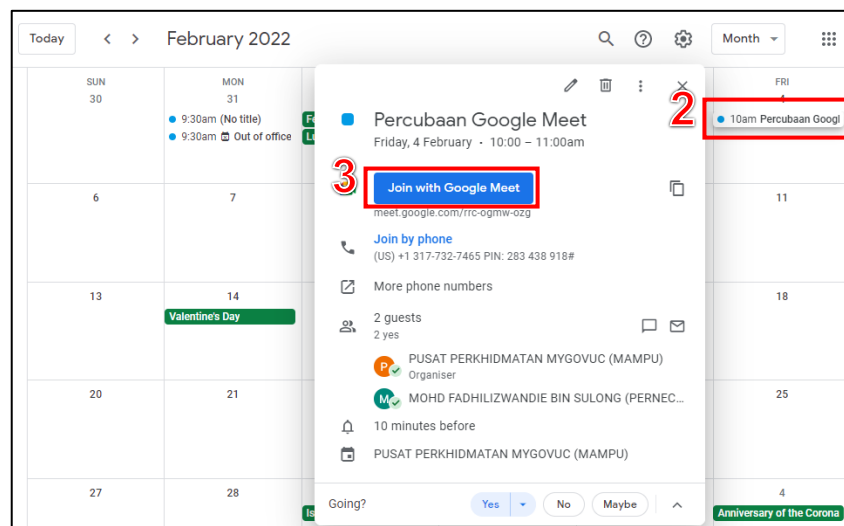 Today
February 2022
Month
SUN
MON
FRI
30
31
4
9:30am (No title)
9:30am Out of office
2
10am Percubaan Googl
Percubaan Google Meet
Friday, 4 February • 10:00 – 11:00am
3
Join with Google Meet
meet.google.com/rrc-ogmw-ozg
Join by phone
(US) +1 317-732-7465 PIN: 283 438 918#
More phone numbers
2 guests
2 yes
P PUSAT PERKHIDMATAN MYGOVUC (MAMPU)
Organiser
M MOHD FADHILIZWANDIE BIN SULONG (PERNEC...
10 minutes before
PUSAT PERKHIDMATAN MYGOVUC (MAMPU)
Going?
Yes
No
Maybe
6
7
11
13
14
18
Valentine's Day
20
21
25
27
28
4
Is
Anniversary of the Corona